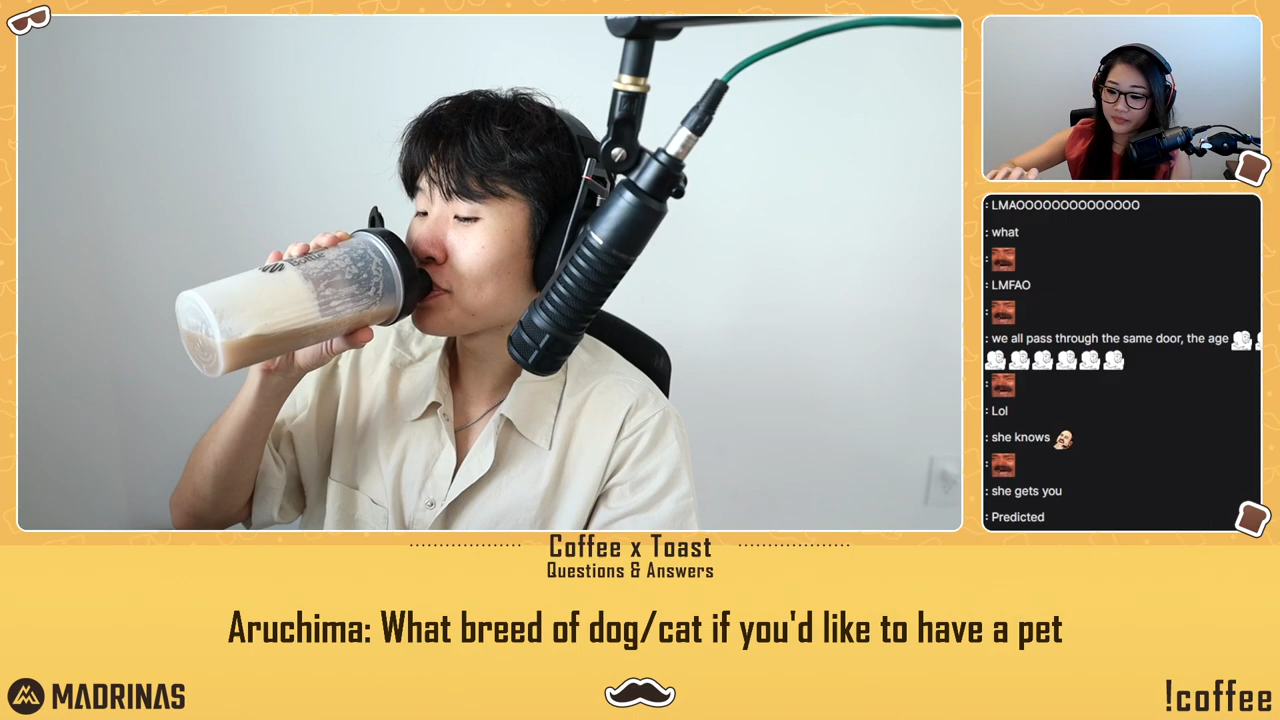 : LMAOOOOOOOOOOOOOO
: what
:
: LMFAO
:
: we all pass through the same door, the age
:
: Lol
: she knows
:
: she gets you
: Predicted
Coffee x Toast
Questions & Answers
Aruchima: What breed of dog/cat if you'd like to have a pet
MADRINAS
!coffee